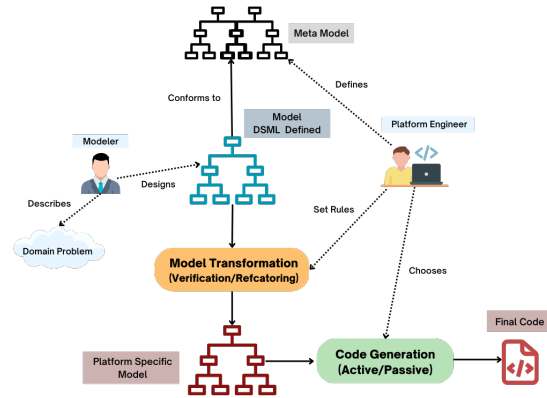 Meta Model
Defines
Conforms to
Model
DSML Defined
Platform Engineer
Modeler
</>
Designs
Describes
Set Rules
Domain Problem
Model Transformation
(Verification/Refcatoring)
Chooses
Final Code
Platform Specific
Model
Code Generation
(Active/Passive)
</>